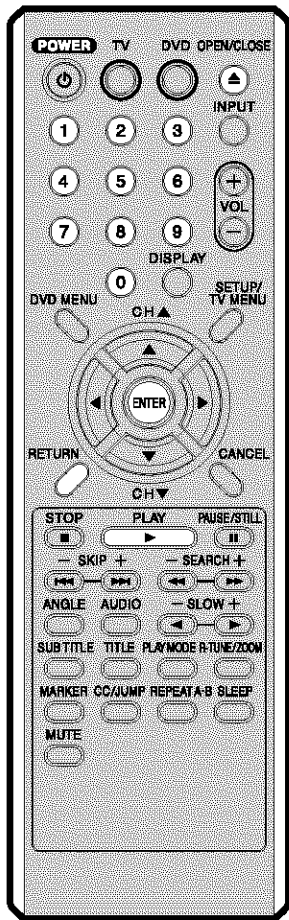 POWER TV DVD OPEN/CLOSE
INPUT
1 2 3
4 5 6 +
VOL
7 8 9 −
DISPLAY
0
DVD MENU SETUP/
TV MENU
CH▲
ENTER
RETURN CANCEL
CH▼
STOP PLAY PAUSE/STILL
− SKIP + − SEARCH +
ANGLE AUDIO − SLOW +
SUB TITLE TITLE PLAY MODE R-TUNE/ZOOM
MARKER CC/JUMP REPEAT A-B SLEEP
MUTE